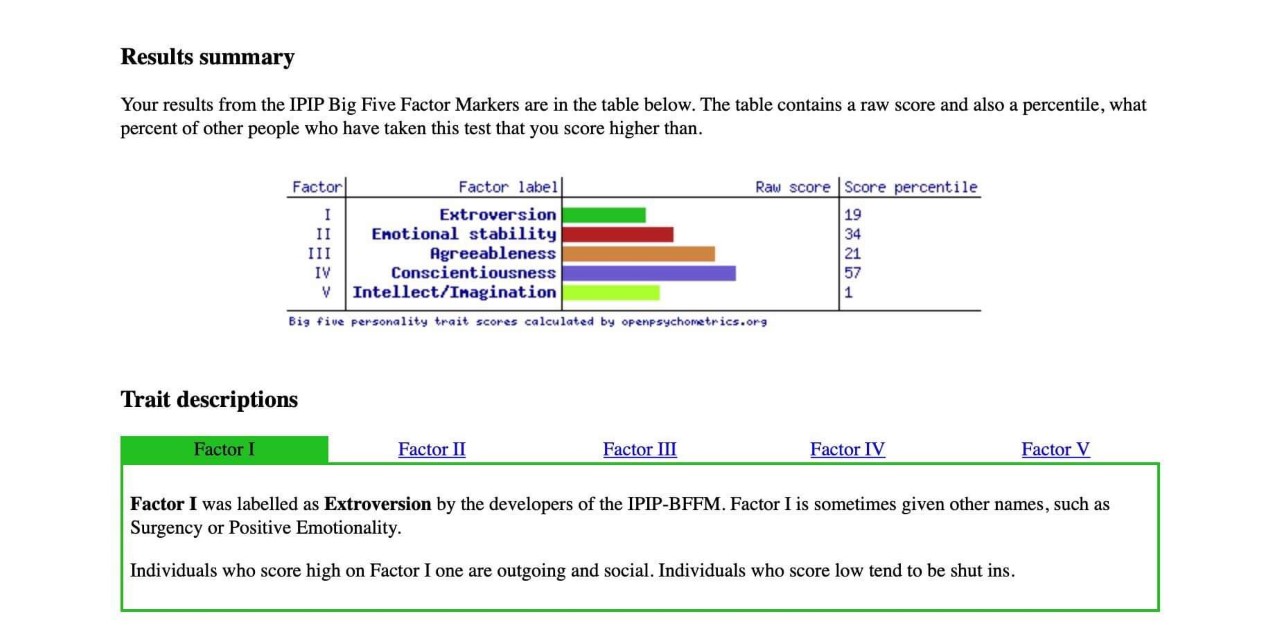 Results summary
Your results from the IPIP Big Five Factor Markers are in the table below. The table contains a raw score and also a percentile, what
percent of other people who have taken this test that you score higher than.
Factor Factor label Raw score Score percentile
I Extroversion 19
II Emotional stability 34
III Agreeableness 21
IV Conscientiousness 57
V Intellect/Imagination 1
Big five personality trait scores calculated by openpsychometrics.org
Trait descriptions
Factor I Factor II Factor III Factor IV Factor V
Factor I was labelled as Extroversion by the developers of the IPIP-BFFM. Factor I is sometimes given other names, such as
Surgency or Positive Emotionality.
Individuals who score high on Factor I one are outgoing and social. Individuals who score low tend to be shut ins.